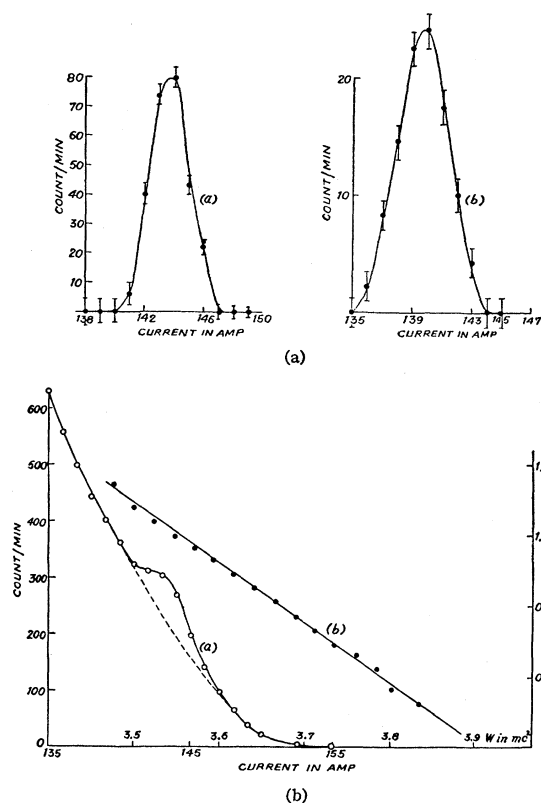 80
70
60
50
40
30
20
10
0
COUNT/MIN
(a)
138 142 146 150
CURRENT IN AMP
20
10
COUNT/MIN
(b)
135 139 143 145 147
CURRENT IN AMP
(a)
600
500
400
300
200
100
0
COUNT/MIN
(a)
(b)
3.5 3.6 3.7 3.8 3.9 W in mc²
135 145 155
CURRENT IN AMP
(b)